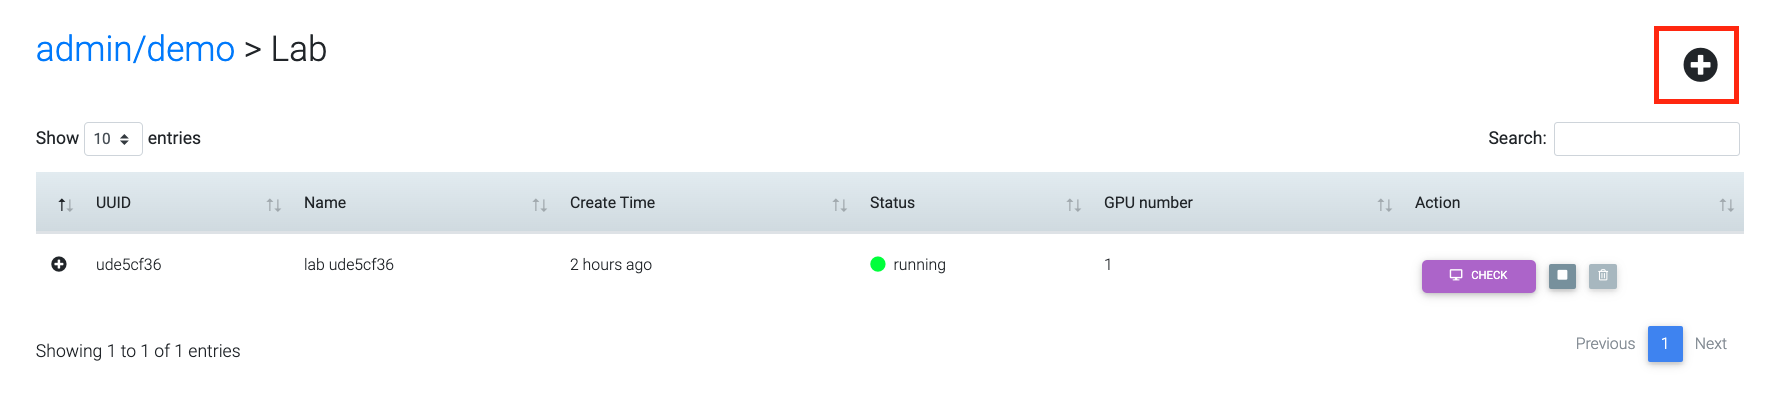 admin/demo > Lab
Show 10 entries
Search:
UUID Name Create Time Status GPU number Action
ude5cf36 lab ude5cf36 2 hours ago running 1 CHECK
Showing 1 to 1 of 1 entries
Previous 1 Next